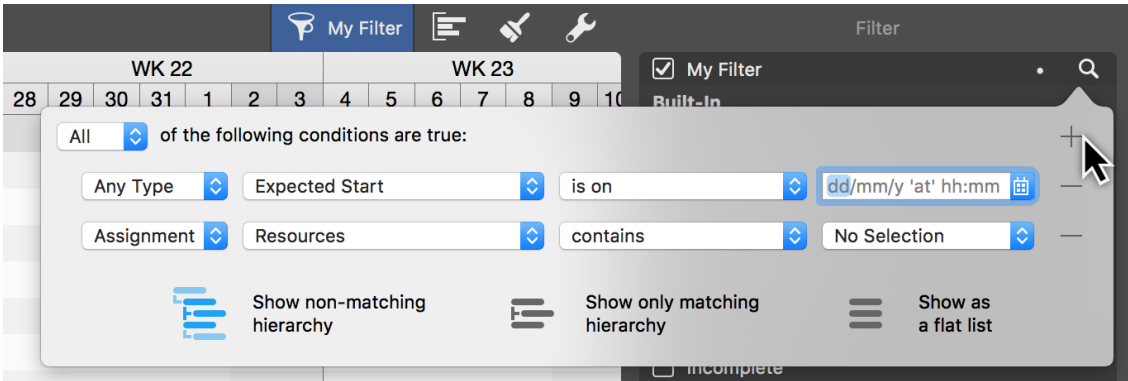 My Filter
Filter
WK 22
WK 23
My Filter
28 29 30 31 1 2 3 4 5 6 7 8 9 10
Built-In
All of the following conditions are true:
Any Type Expected Start is on dd/mm/y 'at' hh:mm
Assignment Resources contains No Selection
Show non-matching
hierarchy
Show only matching
hierarchy
Show as
a flat list
Incomplete